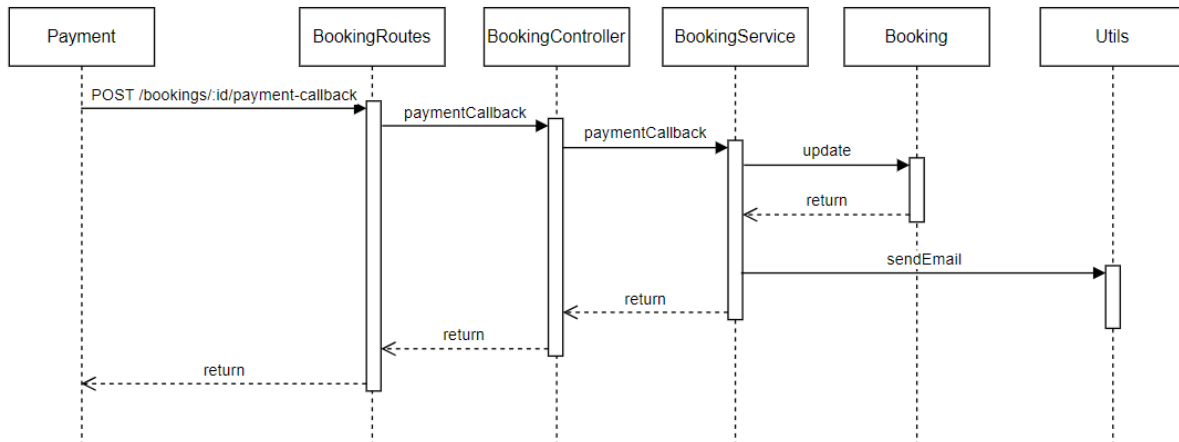 Payment
BookingRoutes
BookingController
BookingService
Booking
Utils
POST /bookings/:id/payment-callback
paymentCallback
paymentCallback
update
return
sendEmail
return
return
return